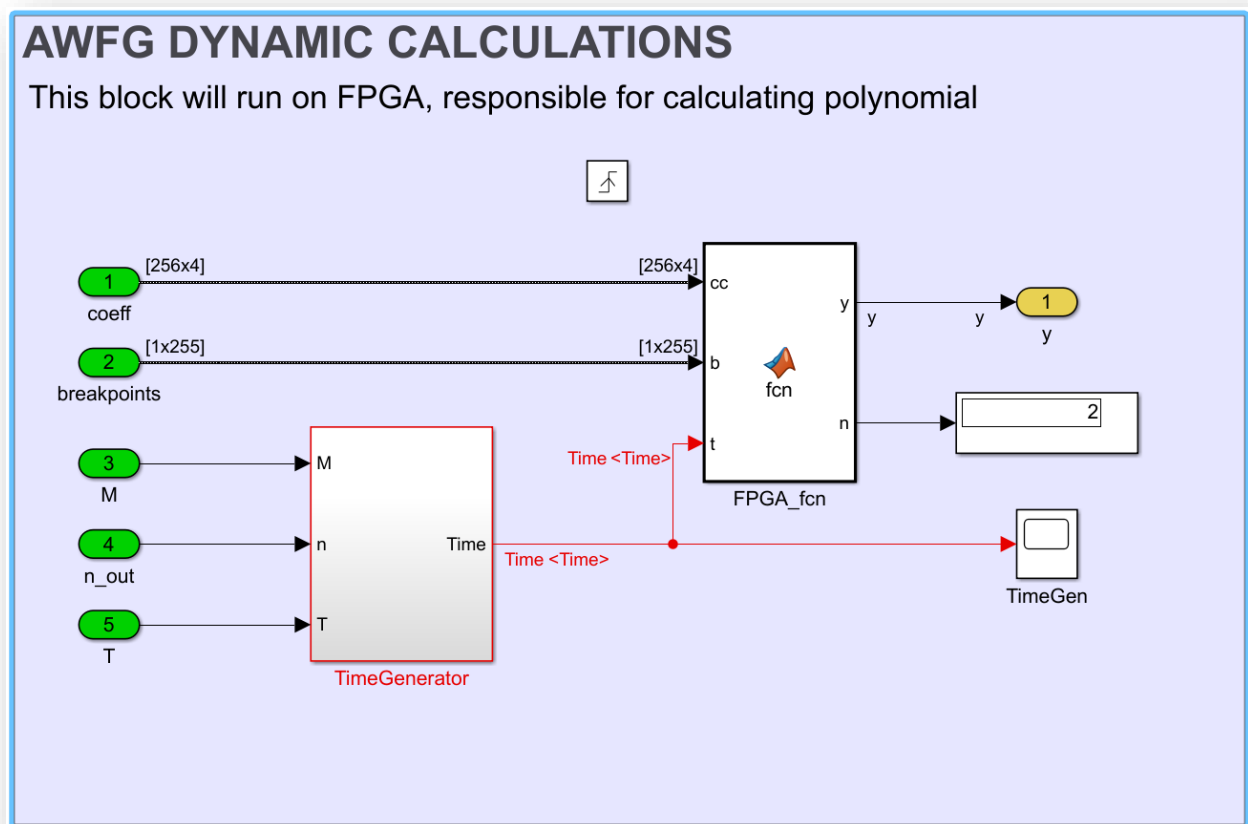 AWFG DYNAMIC CALCULATIONS
This block will run on FPGA, responsible for calculating polynomial
1
[256x4]
[256x4]
cc
coeff
y
y
y
1
y
2
[1x255]
[1x255]
b
breakpoints
fcn
2
n
3
M
M
Time <Time>
t
FPGA_fcn
4
n_out
n
Time
Time <Time>
TimeGen
5
T
T
TimeGenerator